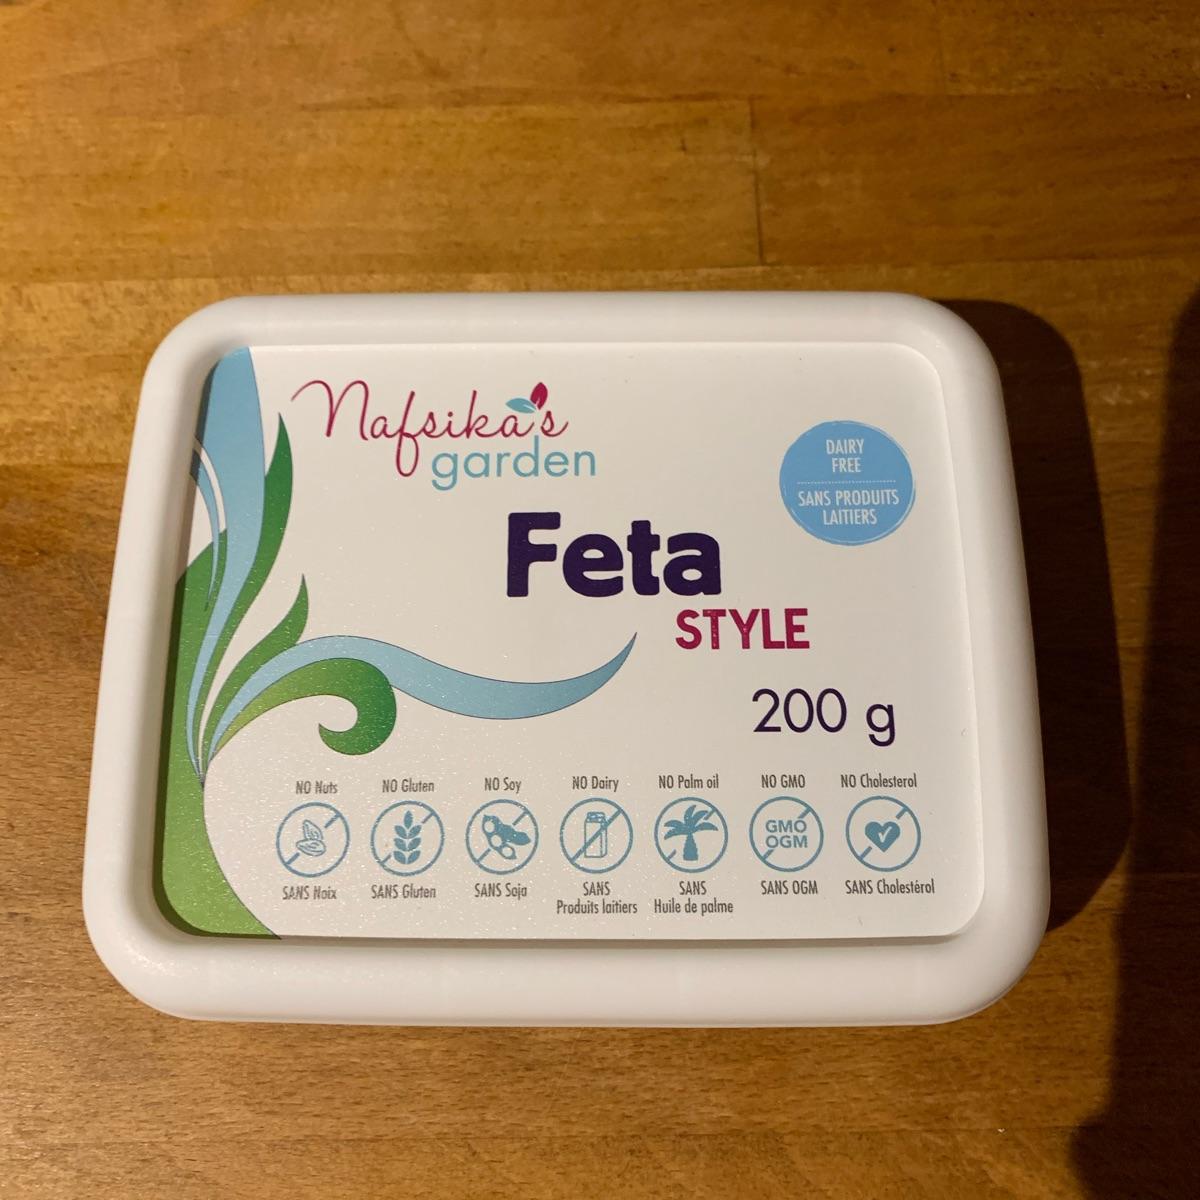 Nafsika's
garden
DAIRY
FREE
SANS PRODUITS
LAITIERS
Feta
STYLE
200 g
NO Nuts
NO Gluten
NO Soy
NO Dairy
NO Palm oil
NO GMO
NO Cholesterol
GMO
OGM
SANS Noix
SANS Gluten
SANS Soja
SANS
Produits laitiers
SANS
Huile de palme
SANS OGM
SANS Cholestérol